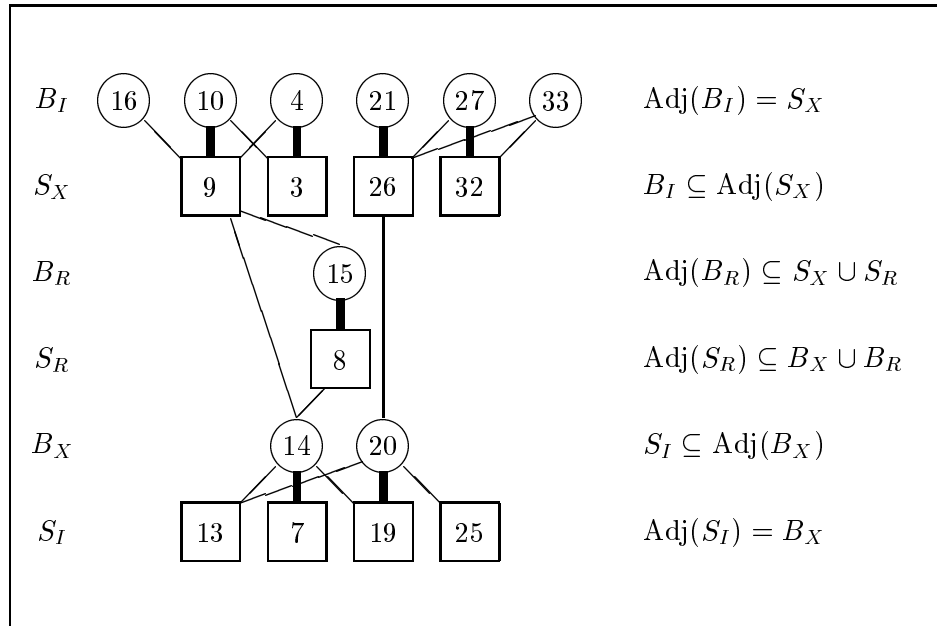 B_I 16 10 4 21 27 33 Adj(B_I) = S_X
S_X 9 3 26 32 B_I ⊆ Adj(S_X)
B_R 15 Adj(B_R) ⊆ S_X ∪ S_R
S_R 8 Adj(S_R) ⊆ B_X ∪ B_R
B_X 14 20 S_I ⊆ Adj(B_X)
S_I 13 7 19 25 Adj(S_I) = B_X